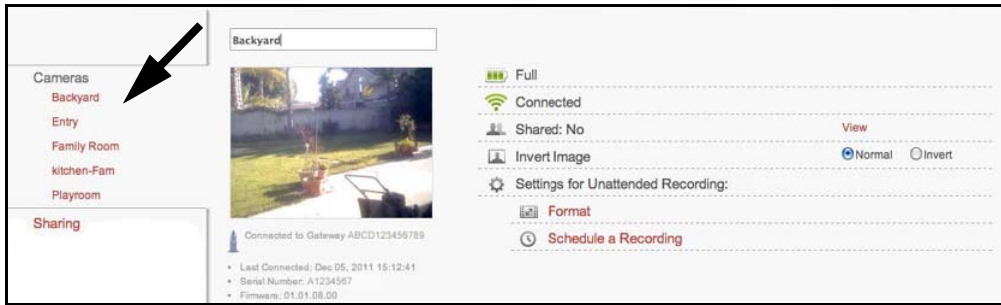 Backyard
Cameras
Backyard
Entry
Family Room
kitchen-Fam
Playroom
Sharing
Connected to Gateway ABCD123456789
• Last Connected: Dec 05, 2011 15:12:41
• Serial Number: A1234567
• Firmware: 01.01.08.00
Full
Connected
Shared: No View
Invert Image Normal Invert
Settings for Unattended Recording:
Format
Schedule a Recording